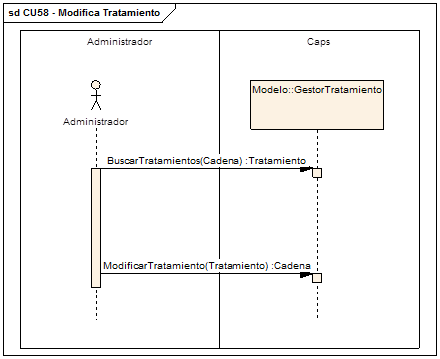 sd CU58 - Modifica Tratamiento
Administrador
Caps
Modelo::GestorTratamiento
Administrador
BuscarTratamientos(Cadena) :Tratamiento
ModificarTratamiento(Tratamiento) :Cadena